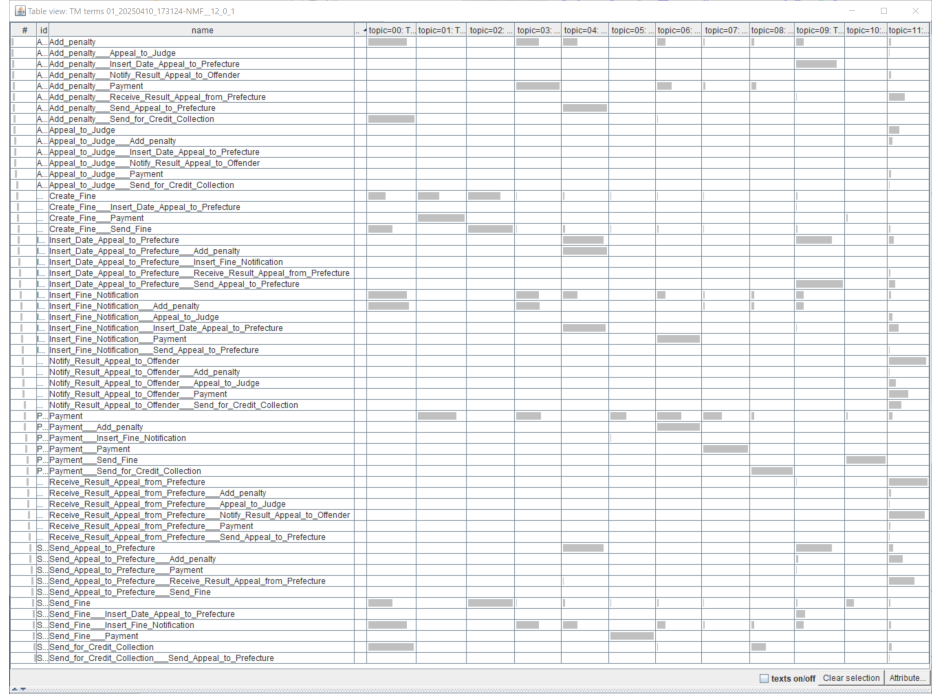 Table view: TM terms 01_20250410_173124-NMF__12_0_1
# id name .. topic=00: T... topic=01: T... topic=02: ... topic=03: ... topic=04: ... topic=05: ... topic=06: ... topic=07: ... topic=08: ... topic=09: T... topic=10:... topic=11:...
A... Add_penalty
A... Add_penalty___Appeal_to_Judge
A... Add_penalty___Insert_Date_Appeal_to_Prefecture
A... Add_penalty___Notify_Result_Appeal_to_Offender
A... Add_penalty___Payment
A... Add_penalty___Receive_Result_Appeal_from_Prefecture
A... Add_penalty___Send_Appeal_to_Prefecture
A... Add_penalty___Send_for_Credit_Collection
A... Appeal_to_Judge
A... Appeal_to_Judge___Add_penalty
A... Appeal_to_Judge___Insert_Date_Appeal_to_Prefecture
A... Appeal_to_Judge___Notify_Result_Appeal_to_Offender
A... Appeal_to_Judge___Payment
A... Appeal_to_Judge___Send_for_Credit_Collection
... Create_Fine
... Create_Fine___Insert_Date_Appeal_to_Prefecture
... Create_Fine___Payment
... Create_Fine___Send_Fine
I... Insert_Date_Appeal_to_Prefecture
I... Insert_Date_Appeal_to_Prefecture___Add_penalty
I... Insert_Date_Appeal_to_Prefecture___Insert_Fine_Notification
I... Insert_Date_Appeal_to_Prefecture___Receive_Result_Appeal_from_Prefecture
I... Insert_Date_Appeal_to_Prefecture___Send_Appeal_to_Prefecture
I... Insert_Fine_Notification
I... Insert_Fine_Notification___Add_penalty
I... Insert_Fine_Notification___Appeal_to_Judge
I... Insert_Fine_Notification___Insert_Date_Appeal_to_Prefecture
I... Insert_Fine_Notification___Payment
I... Insert_Fine_Notification___Send_Appeal_to_Prefecture
... Notify_Result_Appeal_to_Offender
... Notify_Result_Appeal_to_Offender___Add_penalty
... Notify_Result_Appeal_to_Offender___Appeal_to_Judge
... Notify_Result_Appeal_to_Offender___Payment
... Notify_Result_Appeal_to_Offender___Send_for_Credit_Collection
P... Payment
P... Payment___Add_penalty
P... Payment___Insert_Fine_Notification
P... Payment___Payment
P... Payment___Send_Fine
P... Payment___Send_for_Credit_Collection
... Receive_Result_Appeal_from_Prefecture
... Receive_Result_Appeal_from_Prefecture___Add_penalty
... Receive_Result_Appeal_from_Prefecture___Appeal_to_Judge
... Receive_Result_Appeal_from_Prefecture___Notify_Result_Appeal_to_Offender
... Receive_Result_Appeal_from_Prefecture___Payment
... Receive_Result_Appeal_from_Prefecture___Send_Appeal_to_Prefecture
S... Send_Appeal_to_Prefecture
S... Send_Appeal_to_Prefecture___Add_penalty
S... Send_Appeal_to_Prefecture___Payment
S... Send_Appeal_to_Prefecture___Receive_Result_Appeal_from_Prefecture
S... Send_Appeal_to_Prefecture___Send_Fine
S... Send_Fine
S... Send_Fine___Insert_Date_Appeal_to_Prefecture
S... Send_Fine___Insert_Fine_Notification
S... Send_Fine___Payment
S... Send_for_Credit_Collection
S... Send_for_Credit_Collection___Send_Appeal_to_Prefecture
texts on/off Clear selection Attribute...